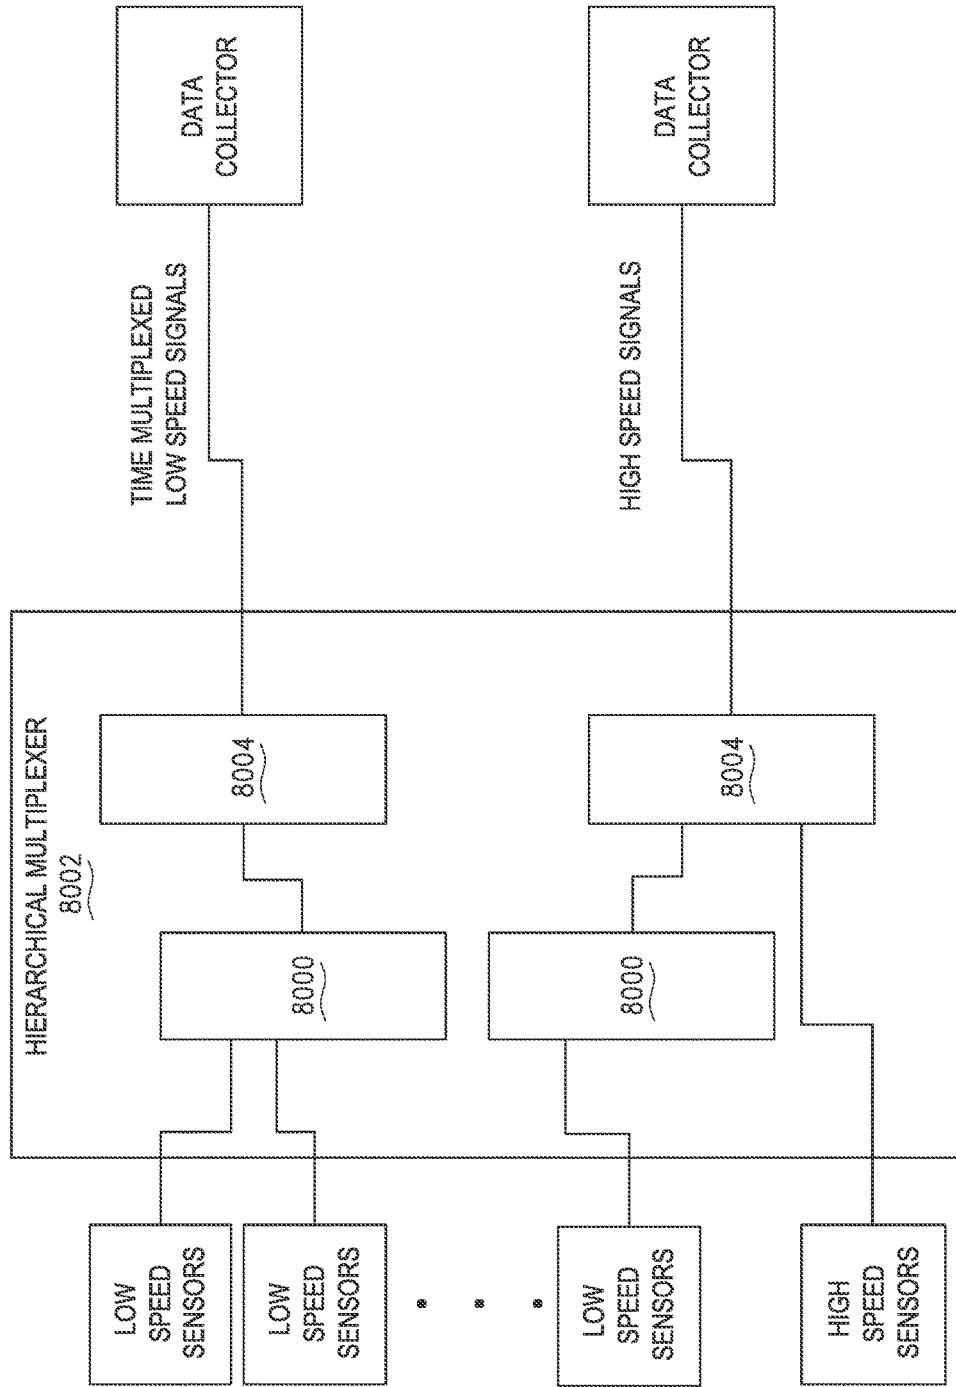 HIERARCHICAL MULTIPLEXER
8002
LOW
SPEED
SENSORS
LOW
SPEED
SENSORS
LOW
SPEED
SENSORS
HIGH
SPEED
SENSORS
8000
8000
8004
8004
TIME MULTIPLEXED
LOW SPEED SIGNALS
HIGH SPEED SIGNALS
DATA
COLLECTOR
DATA
COLLECTOR